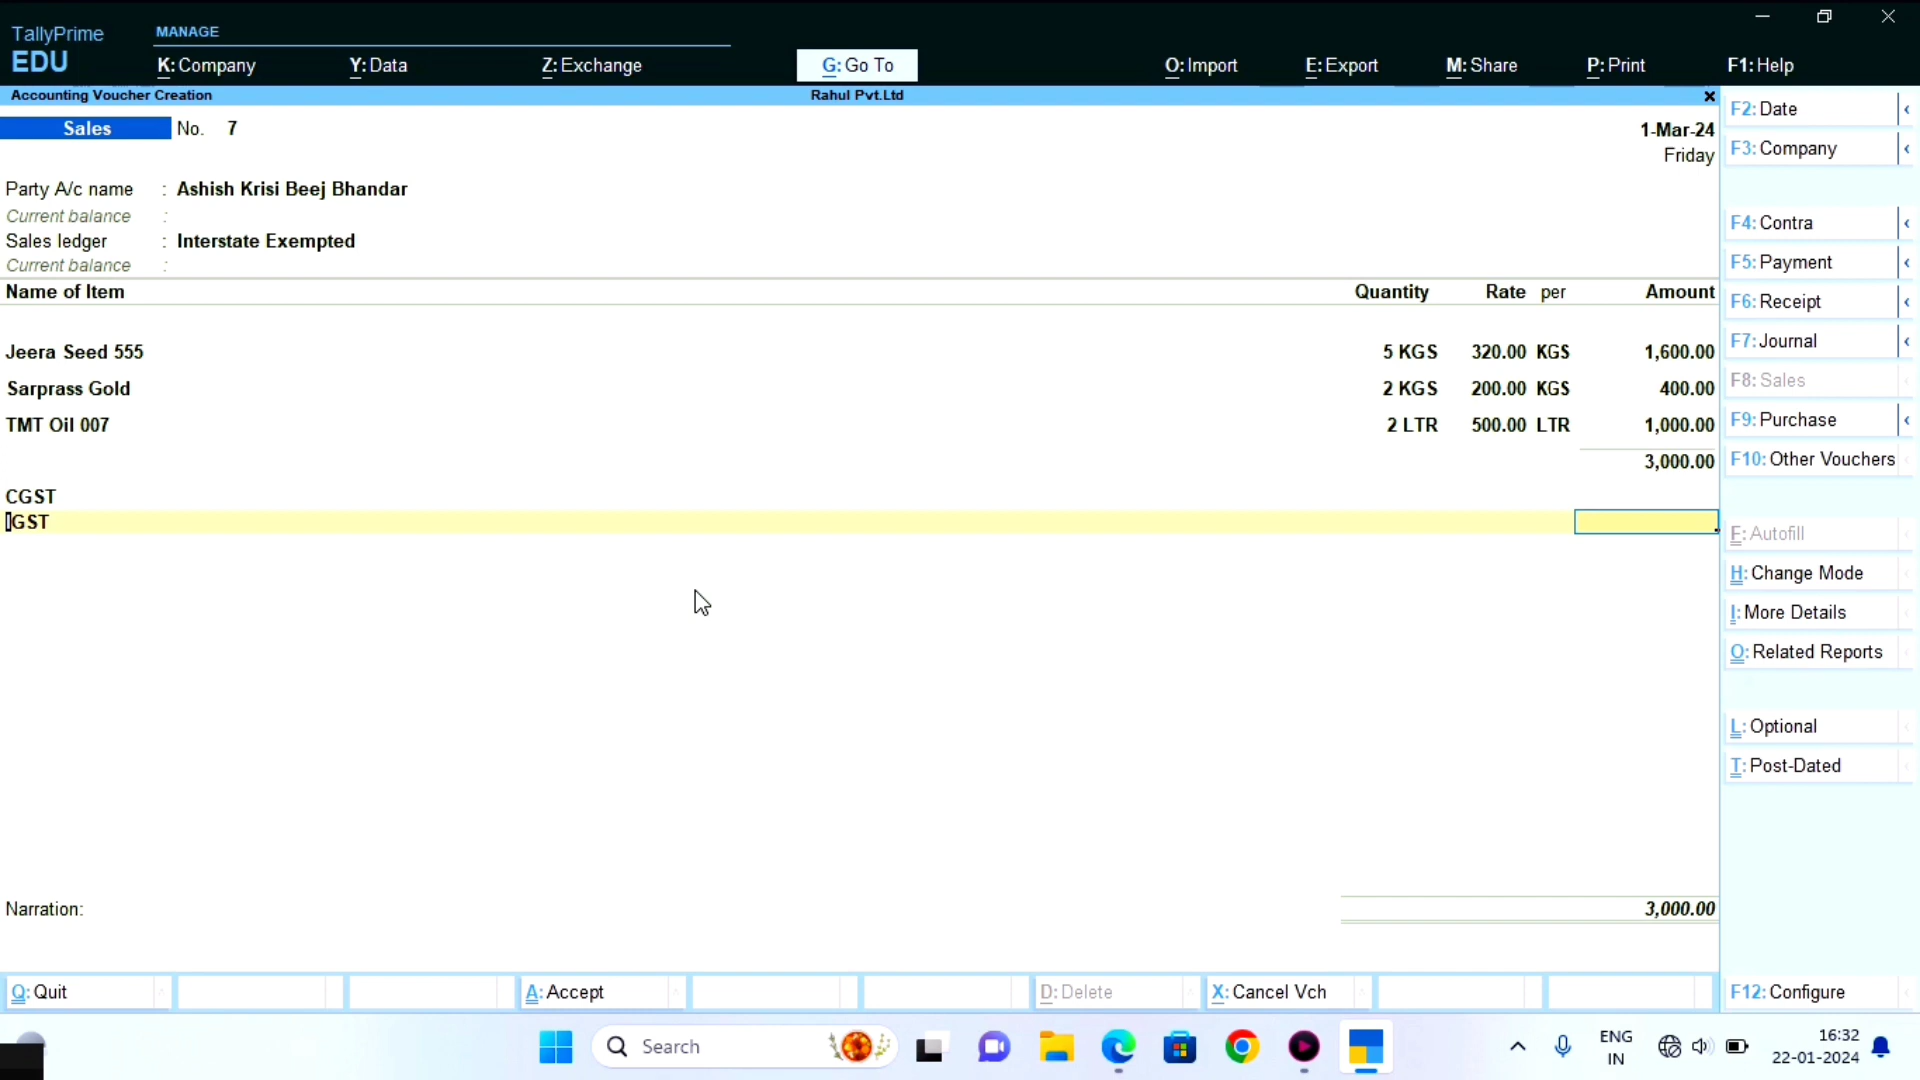 TallyPrime
EDU
MANAGE
K: Company
Y: Data
Z: Exchange
G: Go To
O: Import
E: Export
M: Share
P: Print
F1: Help
Accounting Voucher Creation
Rahul Pvt.Ltd
Sales No. 7
1-Mar-24
Friday
Party A/c name : Ashish Krisi Beej Bhandar
Current balance :
Sales ledger : Interstate Exempted
Current balance :
Name of Item Quantity Rate per Amount
Jeera Seed 555 5 KGS 320.00 KGS 1,600.00
Sarprass Gold 2 KGS 200.00 KGS 400.00
TMT Oil 007 2 LTR 500.00 LTR 1,000.00
3,000.00
CGST
IGST
Narration: 3,000.00
F2: Date
F3: Company
F4: Contra
F5: Payment
F6: Receipt
F7: Journal
F8: Sales
F9: Purchase
F10: Other Vouchers
F: Autofill
H: Change Mode
I: More Details
O: Related Reports
L: Optional
T: Post-Dated
F12: Configure
Q: Quit
A: Accept
D: Delete
X: Cancel Vch
Search
ENG
IN
16:32
22-01-2024